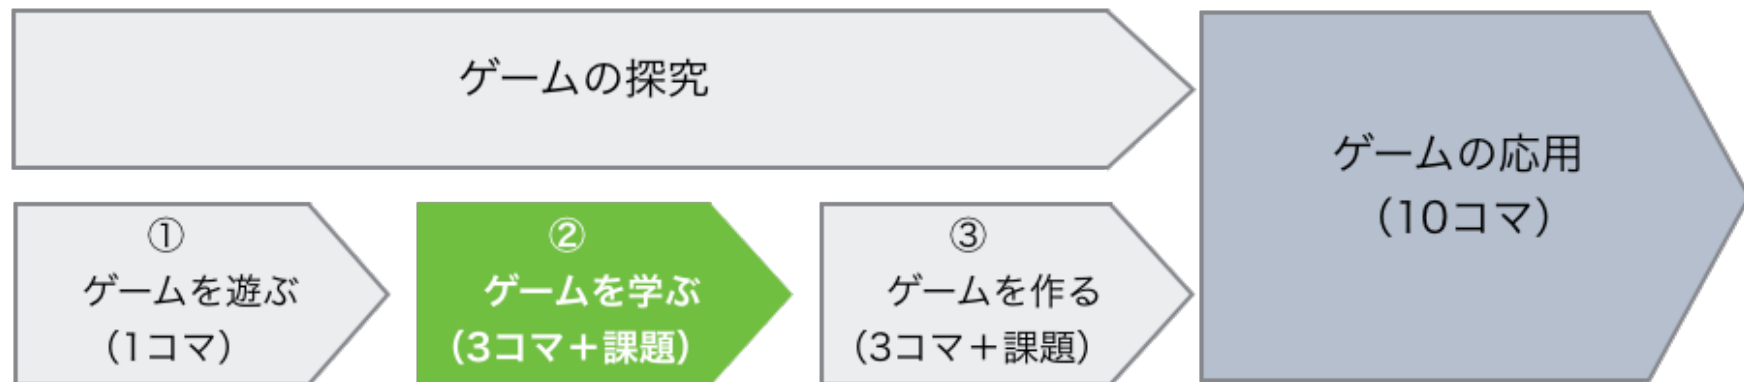 ゲームの探究
ゲームの応用
（10コマ）
①
ゲームを遊ぶ
（1コマ）
②
ゲームを学ぶ
（3コマ＋課題）
③
ゲームを作る
（3コマ＋課題）